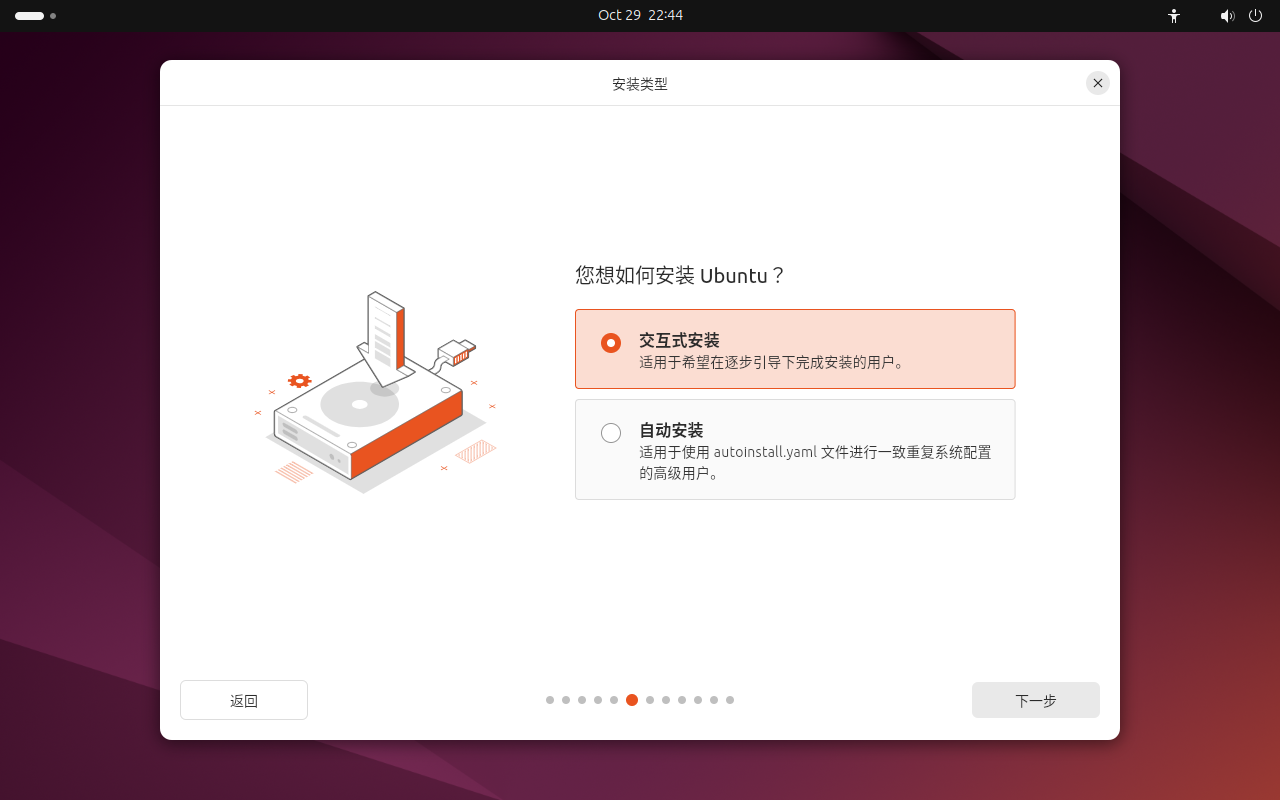 Oct 29 22:44
安装类型
您想如何安装 Ubuntu？
交互式安装
适用于希望在逐步引导下完成安装的用户。
自动安装
适用于使用 autoinstall.yaml 文件进行一致重复系统配置
的高级用户。
返回
下一步